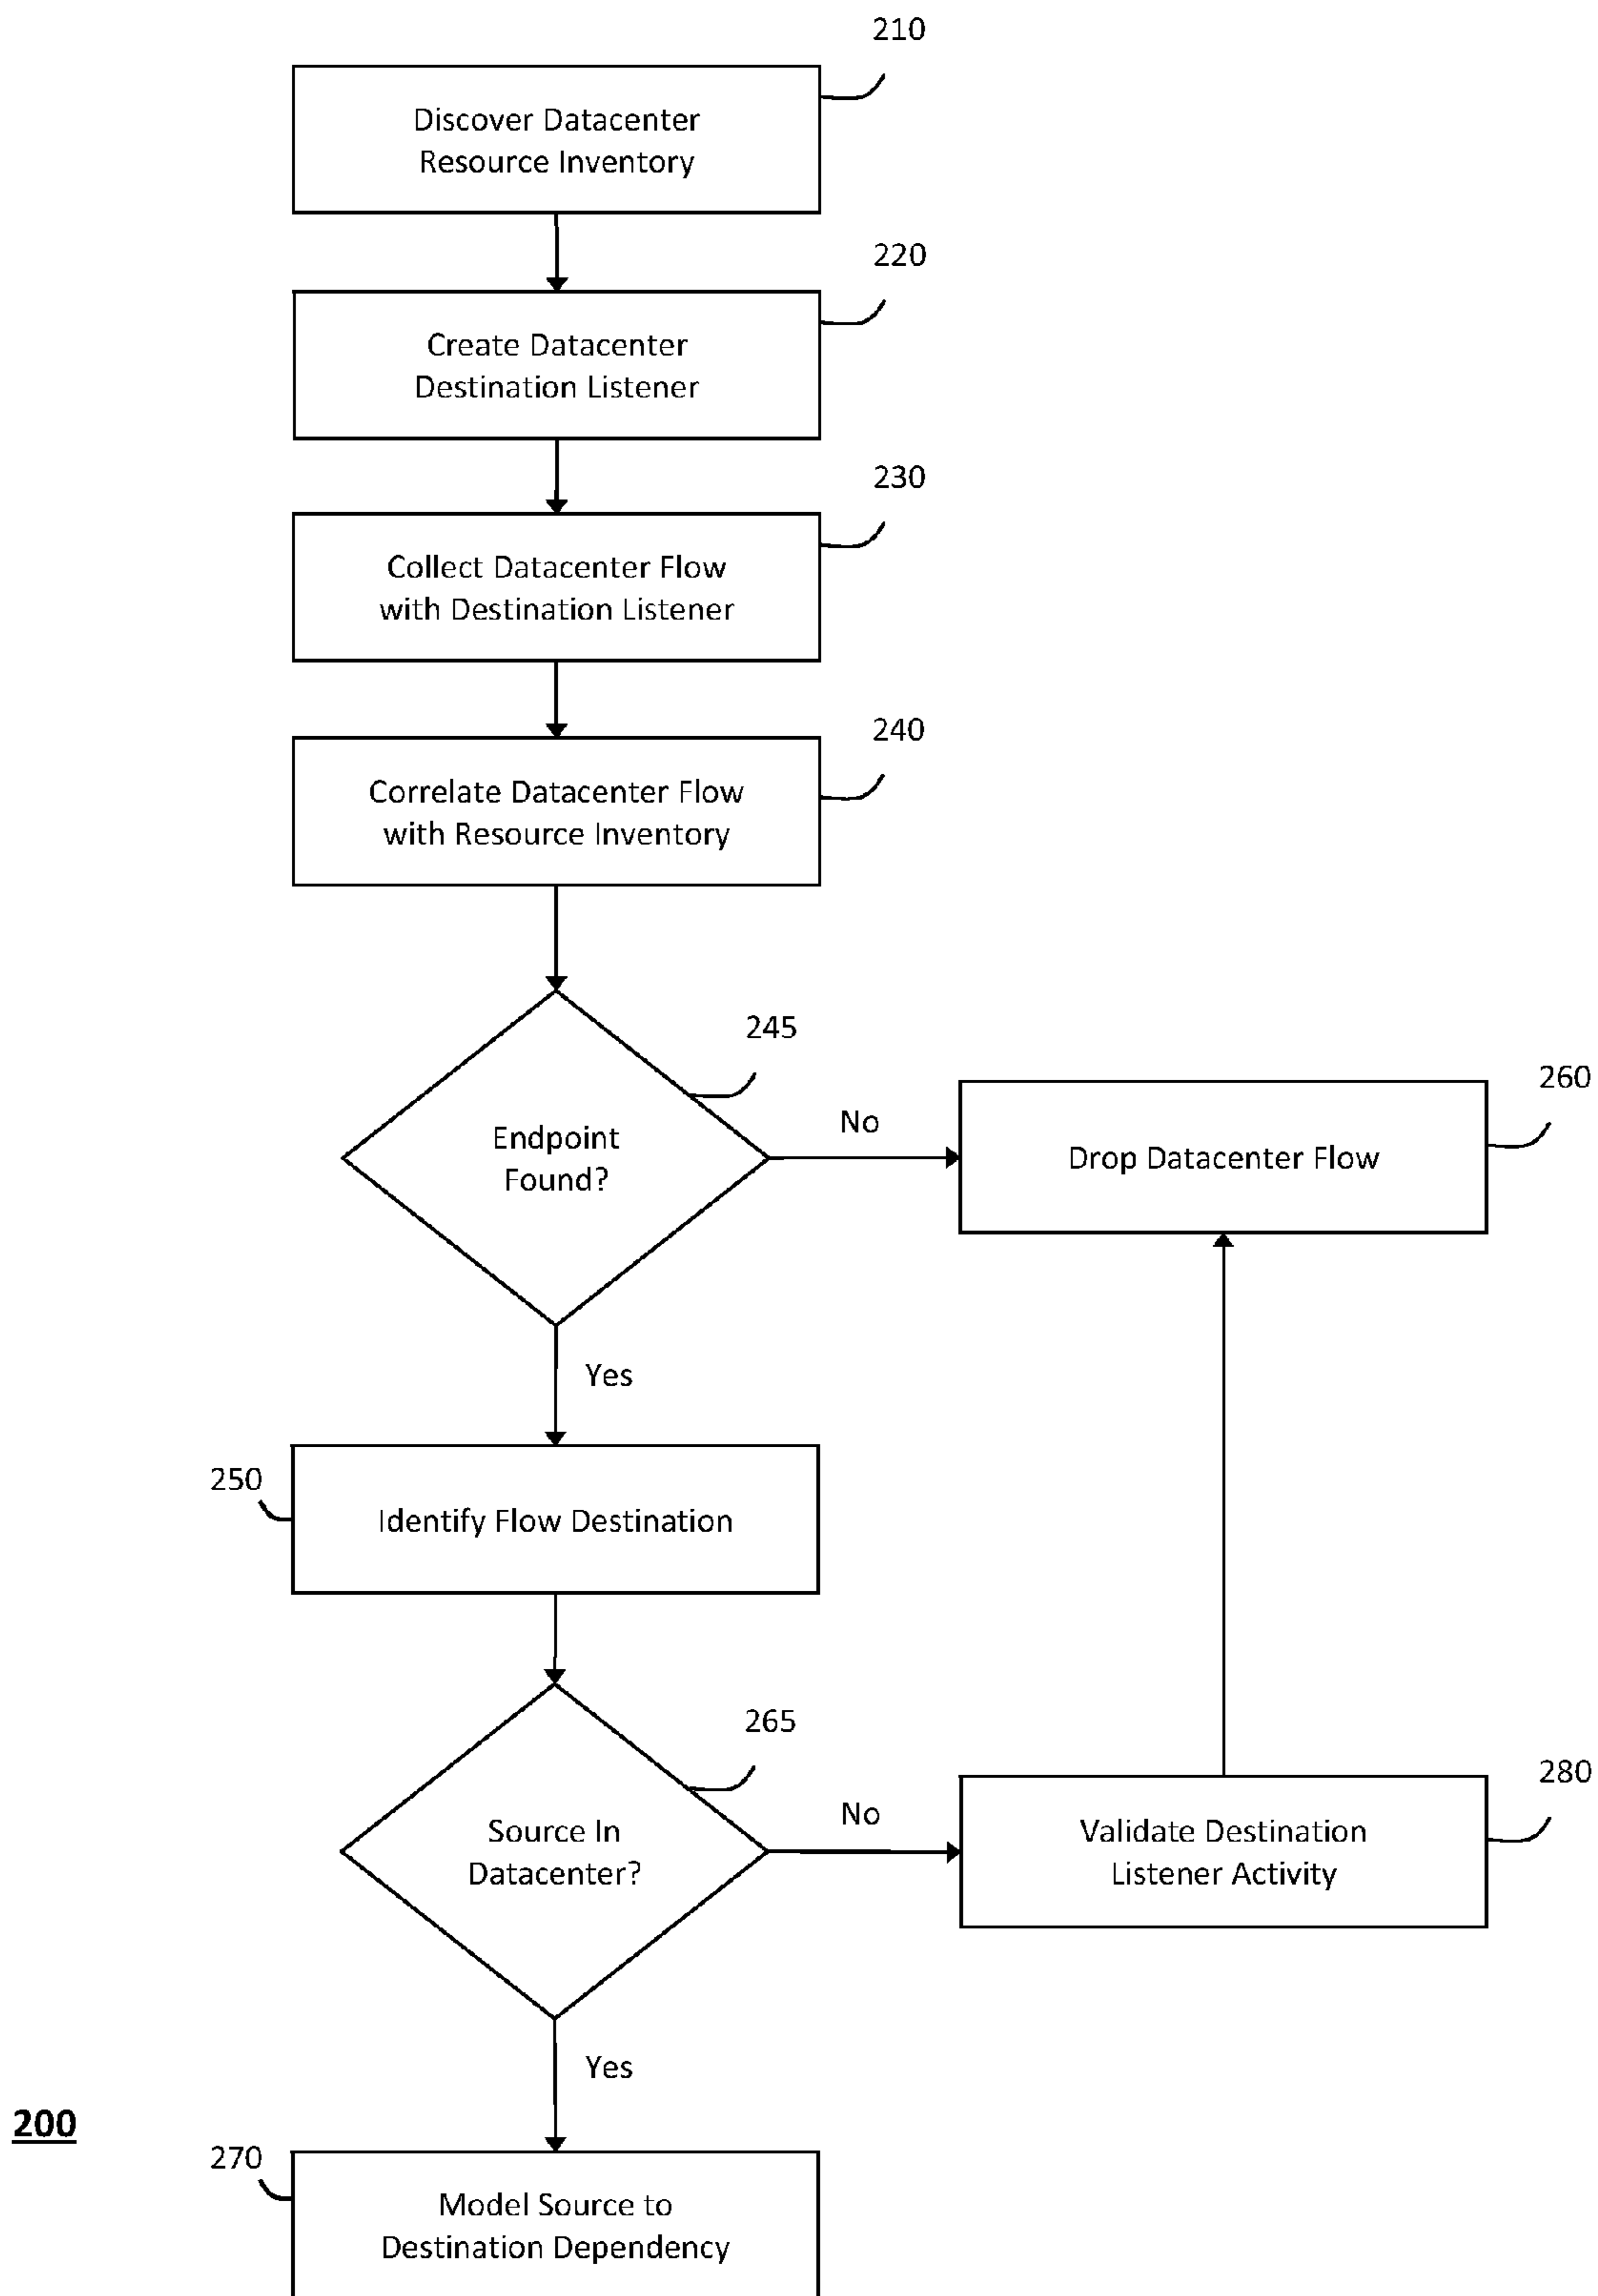 210
Discover Datacenter
Resource Inventory
220
Create Datacenter
Destination Listener
230
Collect Datacenter Flow
with Destination Listener
240
Correlate Datacenter Flow
with Resource Inventory
245
Endpoint
Found?
No
260
Drop Datacenter Flow
Yes
250
Identify Flow Destination
265
Source In
Datacenter?
No
280
Validate Destination
Listener Activity
Yes
200
270
Model Source to
Destination Dependency